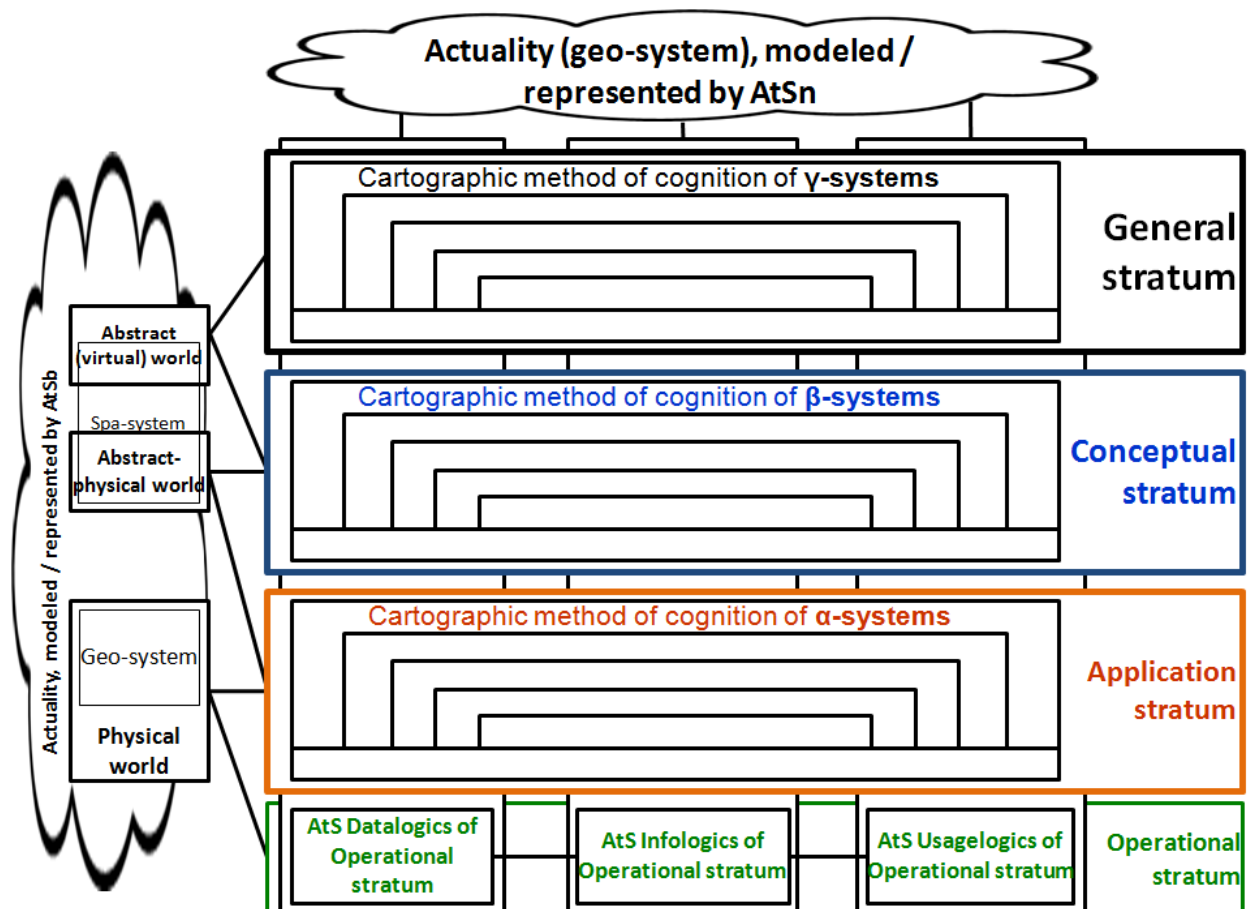 Actuality (geo-system), modeled /
represented by AtSn
Cartographic method of cognition of γ-systems
General
stratum
Actuality, modeled / represented by AtSb
Abstract
(virtual) world
Spa-system
Abstract-
physical world
Cartographic method of cognition of β-systems
Conceptual
stratum
Geo-system
Physical
world
Cartographic method of cognition of α-systems
Application
stratum
AtS Datalogics of
Operational
stratum
AtS Infologics of
Operational stratum
AtS Usagelogics of
Operational stratum
Operational
stratum